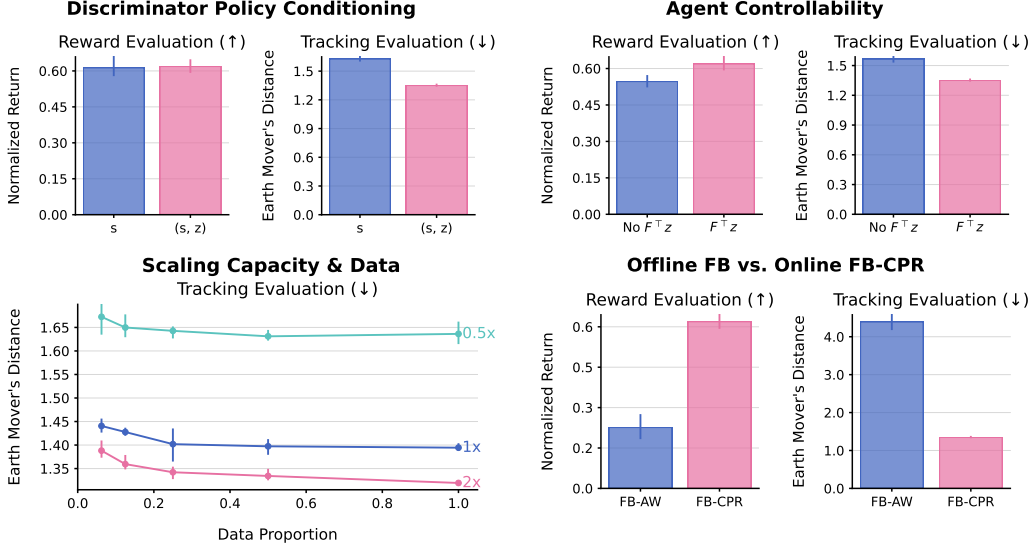 Discriminator Policy Conditioning
Reward Evaluation (↑)
Normalized Return
0.60
0.45
0.30
0.15
0.00
s
(s, z)
Tracking Evaluation (↓)
Earth Mover's Distance
1.5
1.2
0.9
0.6
0.3
0.0
s
(s, z)
Agent Controllability
Reward Evaluation (↑)
Normalized Return
0.60
0.45
0.30
0.15
0.00
No F⊤z
F⊤z
Tracking Evaluation (↓)
Earth Mover's Distance
1.5
1.2
0.9
0.6
0.3
0.0
No F⊤z
F⊤z
Scaling Capacity & Data
Tracking Evaluation (↓)
Earth Mover's Distance
1.65
1.60
1.55
1.50
1.45
1.40
1.35
0.5x
1x
2x
0.0
0.2
0.4
0.6
0.8
1.0
Data Proportion
Offline FB vs. Online FB-CPR
Reward Evaluation (↑)
Normalized Return
0.6
0.5
0.3
0.2
0.0
FB-AW
FB-CPR
Tracking Evaluation (↓)
Earth Mover's Distance
4.0
3.0
2.0
1.0
0.0
FB-AW
FB-CPR